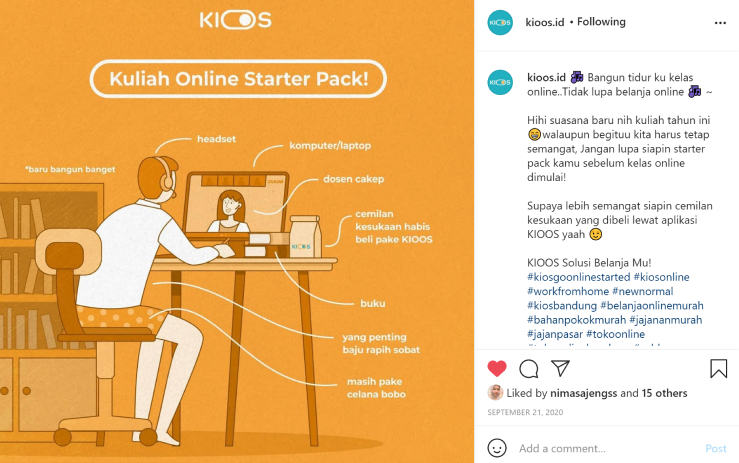 KIOOS
Kuliah Online Starter Pack!
headset
komputer/laptop
*baru bangun banget
dosen cakep
cemilan
kesukaan habis
beli pake KIOOS
KIOOS
buku
yang penting
baju rapih sobat
masih pake
celana bobo
KIOOS
kioos.id • Following
KIOOS
kioos.id 🎶 Bangun tidur ku kelas
online..Tidak lupa belanja online 🎶 ~
Hihi suasana baru nih kuliah tahun ini
😄walaupun begituu kita harus tetap
semangat, Jangan lupa siapin starter
pack kamu sebelum kelas online
dimulai!
Supaya lebih semangat siapin cemilan
kesukaan yang dibeli lewat aplikasi
KIOOS yaah 😉
KIOOS Solusi Belanja Mu!
#kiosgoonlinestarted #kiosonline
#workfromhome #newnormal
#kiosbandung #belanjaonlinemurah
#bahanpokokmurah #jajananmurah
#jajanpasar #tokoonline
Liked by nimasajengss and 15 others
SEPTEMBER 21, 2020
Add a comment...
Post